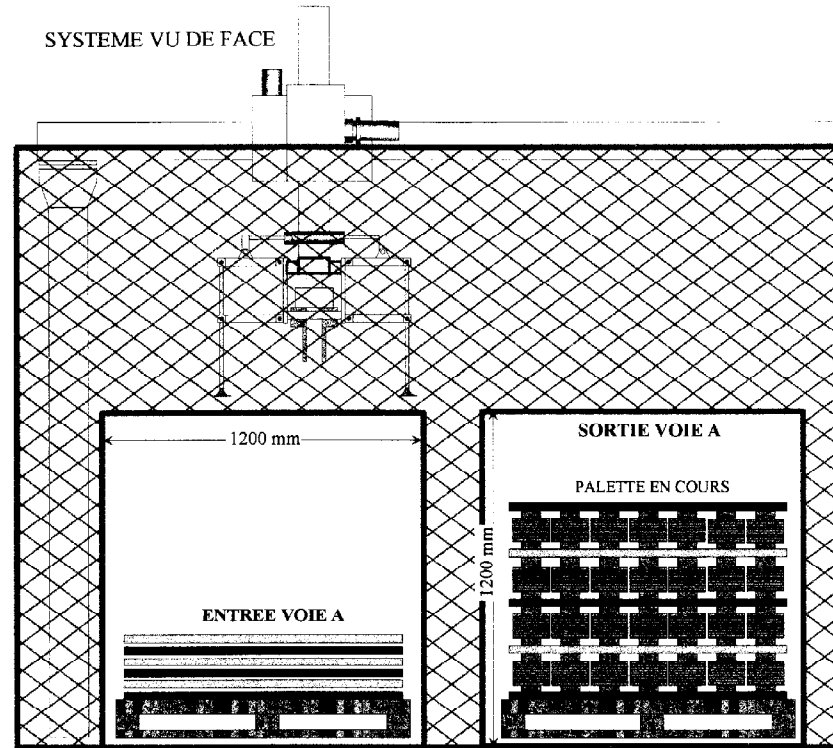 SYSTEME VU DE FACE
1200 mm
ENTREE VOIE A
SORTIE VOIE A
PALETTE EN COURS
1200 mm